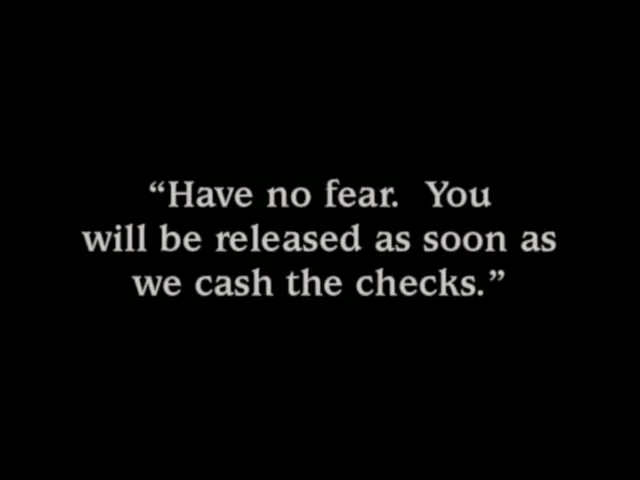 “Have no fear.  You
will be released as soon as
we cash the checks.”